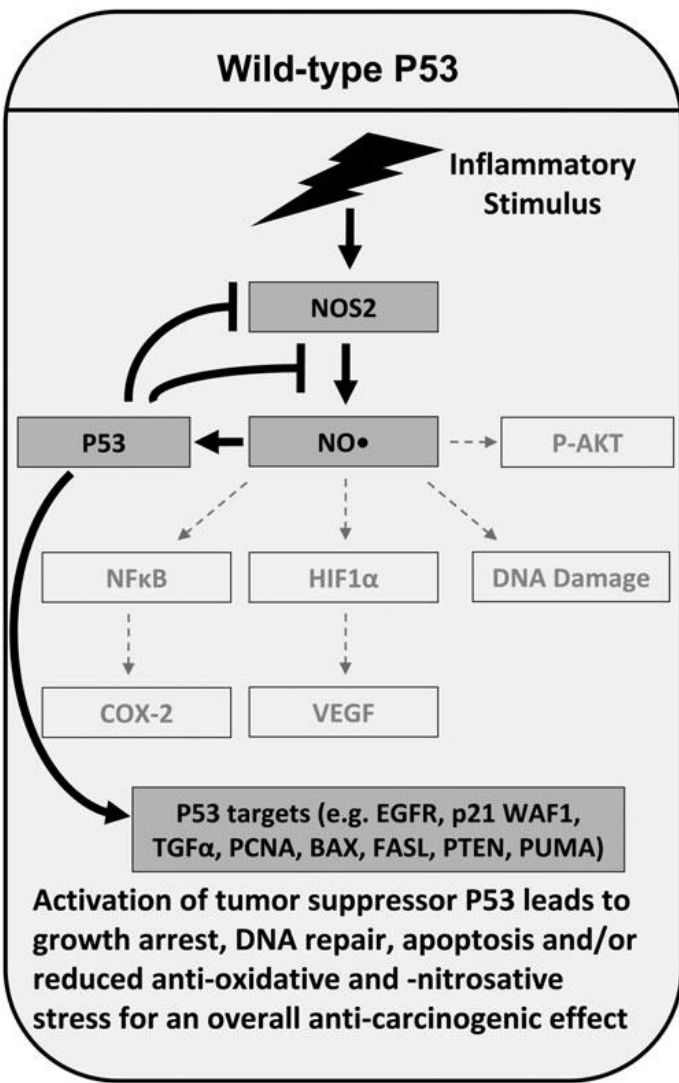 Wild-type P53
Inflammatory
Stimulus
NOS2
P53
NO•
P-AKT
NFκB
HIF1α
DNA Damage
COX-2
VEGF
P53 targets (e.g. EGFR, p21 WAF1,
TGFα, PCNA, BAX, FASL, PTEN, PUMA)
Activation of tumor suppressor P53 leads to
growth arrest, DNA repair, apoptosis and/or
reduced anti-oxidative and -nitrosative
stress for an overall anti-carcinogenic effect